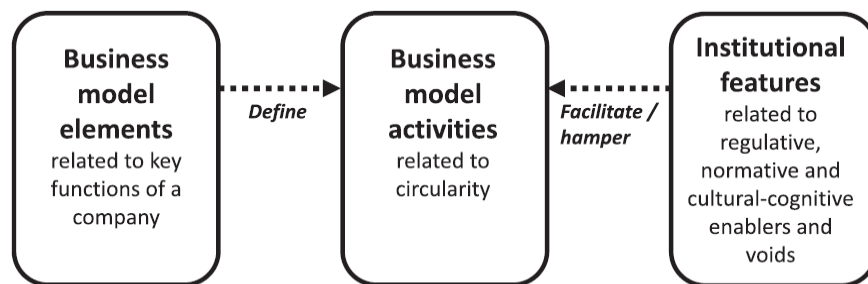 Business
model
elements
related to key
functions of a
company
Define
Business
model
activities
related to
circularity
Facilitate /
hamper
Institutional
features
related to
regulative,
normative and
cultural-cognitive
enablers and
voids